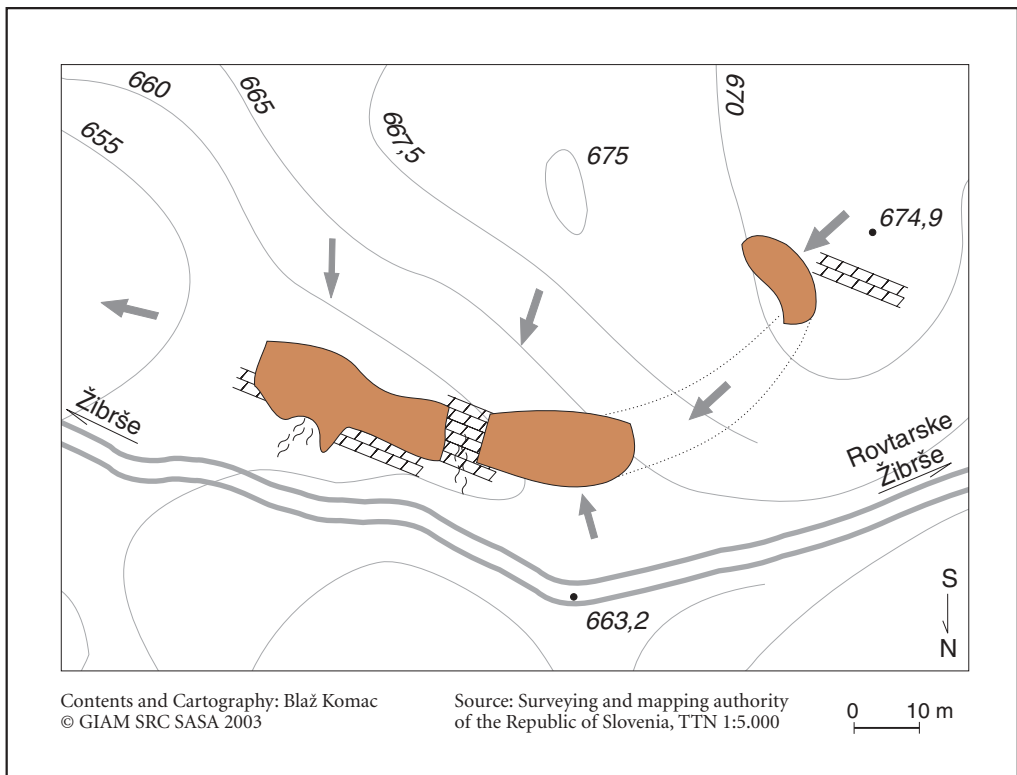 660
665
670
655
667,5
675
674,9
Žibrše
Rovtarske
Žibrše
663,2
S
N
Contents and Cartography: Blaž Komac
© GIAM SRC SASA 2003
Source: Surveying and mapping authority
of the Republic of Slovenia, TTN 1:5.000
0 10 m